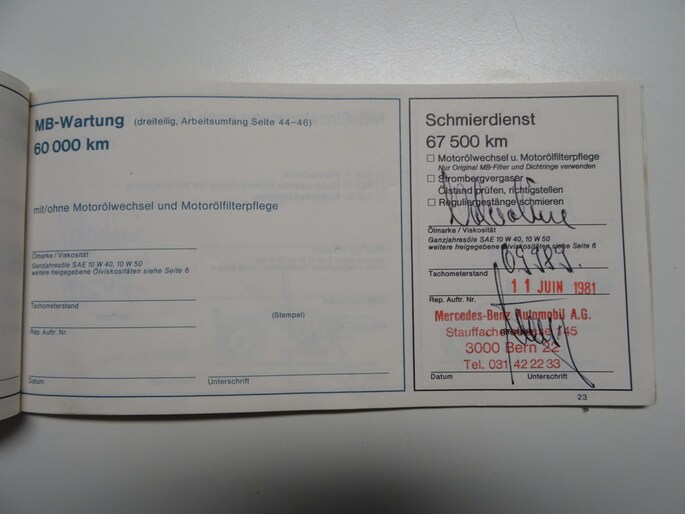 MB-Wartung (dreiteilig, Arbeitsumfang Seite 44–46)
60 000 km
mit/ohne Motorölwechsel und Motorölfilterpflege
Ölmarke / Viskosität
Ganzjahresöle SAE 10 W 40, 10 W 50
weitere freigegebene Ölviskositäten siehe Seite 6
Tachometerstand
(Stempel)
Rep. Auftr. Nr.
Datum Unterschrift
Schmierdienst
67 500 km
☐ Motorölwechsel u. Motorölfilterpflege
Nur Original MB-Filter und Dichtringe verwenden
☐ Strombergvergaser
Ölstand prüfen, richtigstellen
☐ Reguliergestänge schmieren
Ölmarke / Viskosität
Ganzjahresöle SAE 10 W 40, 10 W 50
weitere freigegebene Ölviskositäten siehe Seite 6
Tachometerstand
11 JUIN 1981
Rep. Auftr. Nr.
Mercedes-Benz Automobil A.G.
Stauffacherstrasse 145
3000 Bern 22
Tel. 031 42 22 33
Datum Unterschrift
23